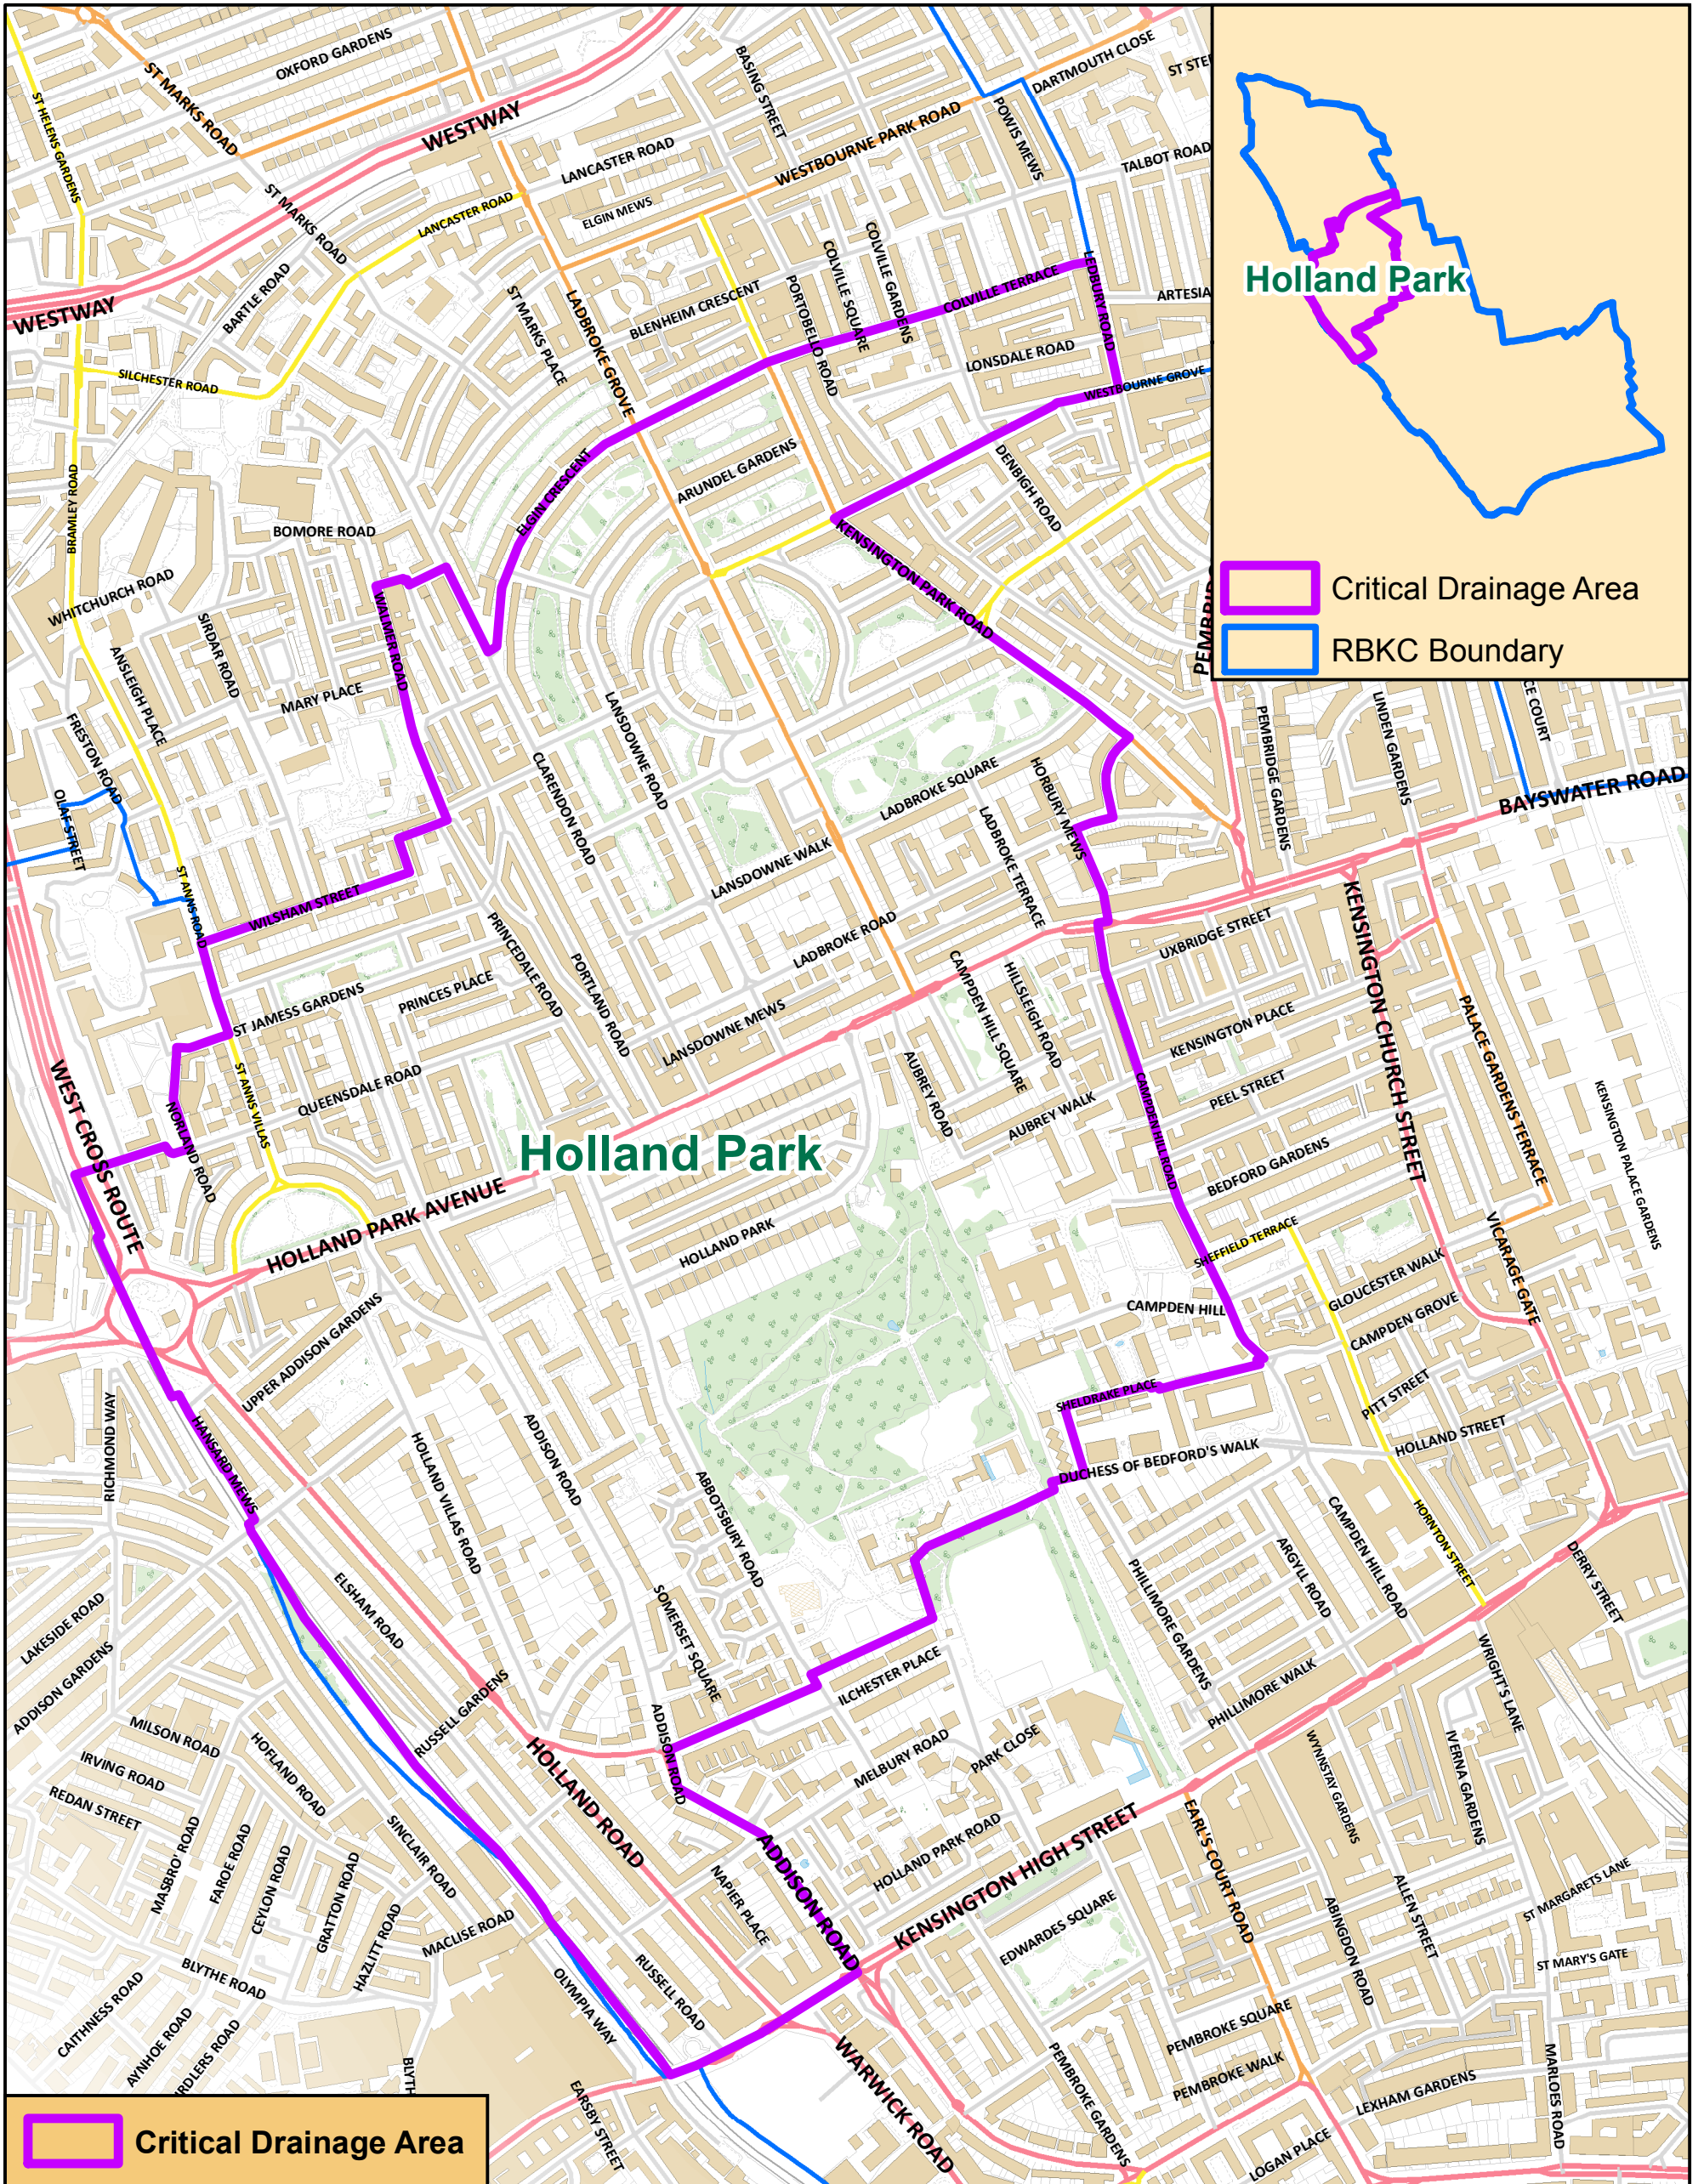 OXFORD GARDENS
ST MARKS ROAD
ST HELENS GARDENS
WESTWAY
BASING STREET
DARTMOUTH CLOSE
POWIS MEWS
WESTBOURNE PARK ROAD
LANCASTER ROAD
TALBOT ROAD
ST MARKS ROAD
LANCASTER ROAD
ELGIN MEWS
COLVILLE SQUARE
COLVILLE GARDENS
LEDBURY ROAD
COLVILLE TERRACE
BARTLE ROAD
WESTWAY
ST MARKS PLACE
LADBROKE GROVE
BLENHEIM CRESCENT
PORTOBELLO ROAD
LONSDALE ROAD
WESTBOURNE GROVE
SILCHESTER ROAD
ELGIN CRESCENT
ARUNDEL GARDENS
DENBIGH ROAD
BRAMLEY ROAD
BOMORE ROAD
KENSINGTON PARK ROAD
WHITCHURCH ROAD
SIRDAR ROAD
WALMER ROAD
ANSLEIGH PLACE
MARY PLACE
FRESTON ROAD
OLAF STREET
LANSDOWNE ROAD
CLARENDON ROAD
LADBROKE SQUARE
HORBURY MEWS
LADBROKE TERRACE
LANSDOWNE WALK
PEMBRIDGE GARDENS
LINDEN GARDENS
CE COURT
BAYSWATER ROAD
ST ANNS ROAD
WILSHAM STREET
PRINCEDALE ROAD
PORTLAND ROAD
LADBROKE ROAD
KENSINGTON CHURCH STREET
UXBRIDGE STREET
CAMPDEN HILL SQUARE
HILLSLEIGH ROAD
ST JAMESS GARDENS
PRINCES PLACE
LANSDOWNE MEWS
KENSINGTON PLACE
PALACE GARDENS TERRACE
QUEENSDALE ROAD
ST ANNS VILLAS
NORLAND ROAD
WEST CROSS ROUTE
AUBREY ROAD
AUBREY WALK
CAMPDEN HILL ROAD
PEEL STREET
BEDFORD GARDENS
KENSINGTON PALACE GARDENS
Holland Park
HOLLAND PARK AVENUE
HOLLAND PARK
SHEFFIELD TERRACE
VICARAGE GATE
GLOUCESTER WALK
CAMPDEN HILL
CAMPDEN GROVE
UPPER ADDISON GARDENS
PITT STREET
SHELDRAKE PLACE
HOLLAND STREET
DUCHESS OF BEDFORD'S WALK
RICHMOND WAY
HANSARD MEWS
HOLLAND VILLAS ROAD
ADDISON ROAD
ABBOTSBURY ROAD
HORNTON STREET
CAMPDEN HILL ROAD
ARGYLL ROAD
DERRY STREET
PHILLIMORE GARDENS
ELSHAM ROAD
SOMERSET SQUARE
LAKESIDE ROAD
ADDISON GARDENS
ILCHESTER PLACE
PHILLIMORE WALK
WRIGHT'S LANE
IVERNA GARDENS
WYNNSTAY GARDENS
RUSSELL GARDENS
MILSON ROAD
HOFLAND ROAD
IRVING ROAD
REDAN STREET
ADDISON ROAD
MELBURY ROAD
PARK CLOSE
HOLLAND ROAD
SINCLAIR ROAD
MASBRO' ROAD
FAROE ROAD
CEYLON ROAD
GRATTON ROAD
HAZLITT ROAD
MACLISE ROAD
HOLLAND PARK ROAD
KENSINGTON HIGH STREET
EARL'S COURT ROAD
NAPIER PLACE
ADDISON ROAD
EDWARDES SQUARE
ALLEN STREET
ABINGDON ROAD
ST MARGARETS LANE
ST MARY'S GATE
BLYTHE ROAD
OLYMPIA WAY
RUSSELL ROAD
CAITHNESS ROAD
AYNHOE ROAD
RDLERS ROAD
BLYTH
WARWICK ROAD
PEMBROKE SQUARE
PEMBROKE WALK
PEMBROKE GARDENS
LEXHAM GARDENS
MARLOES ROAD
EARSBY STREET
LOGAN PLACE
ST STE
ARTESIA
PEMBRID
Holland Park
Critical Drainage Area
RBKC Boundary
Critical Drainage Area